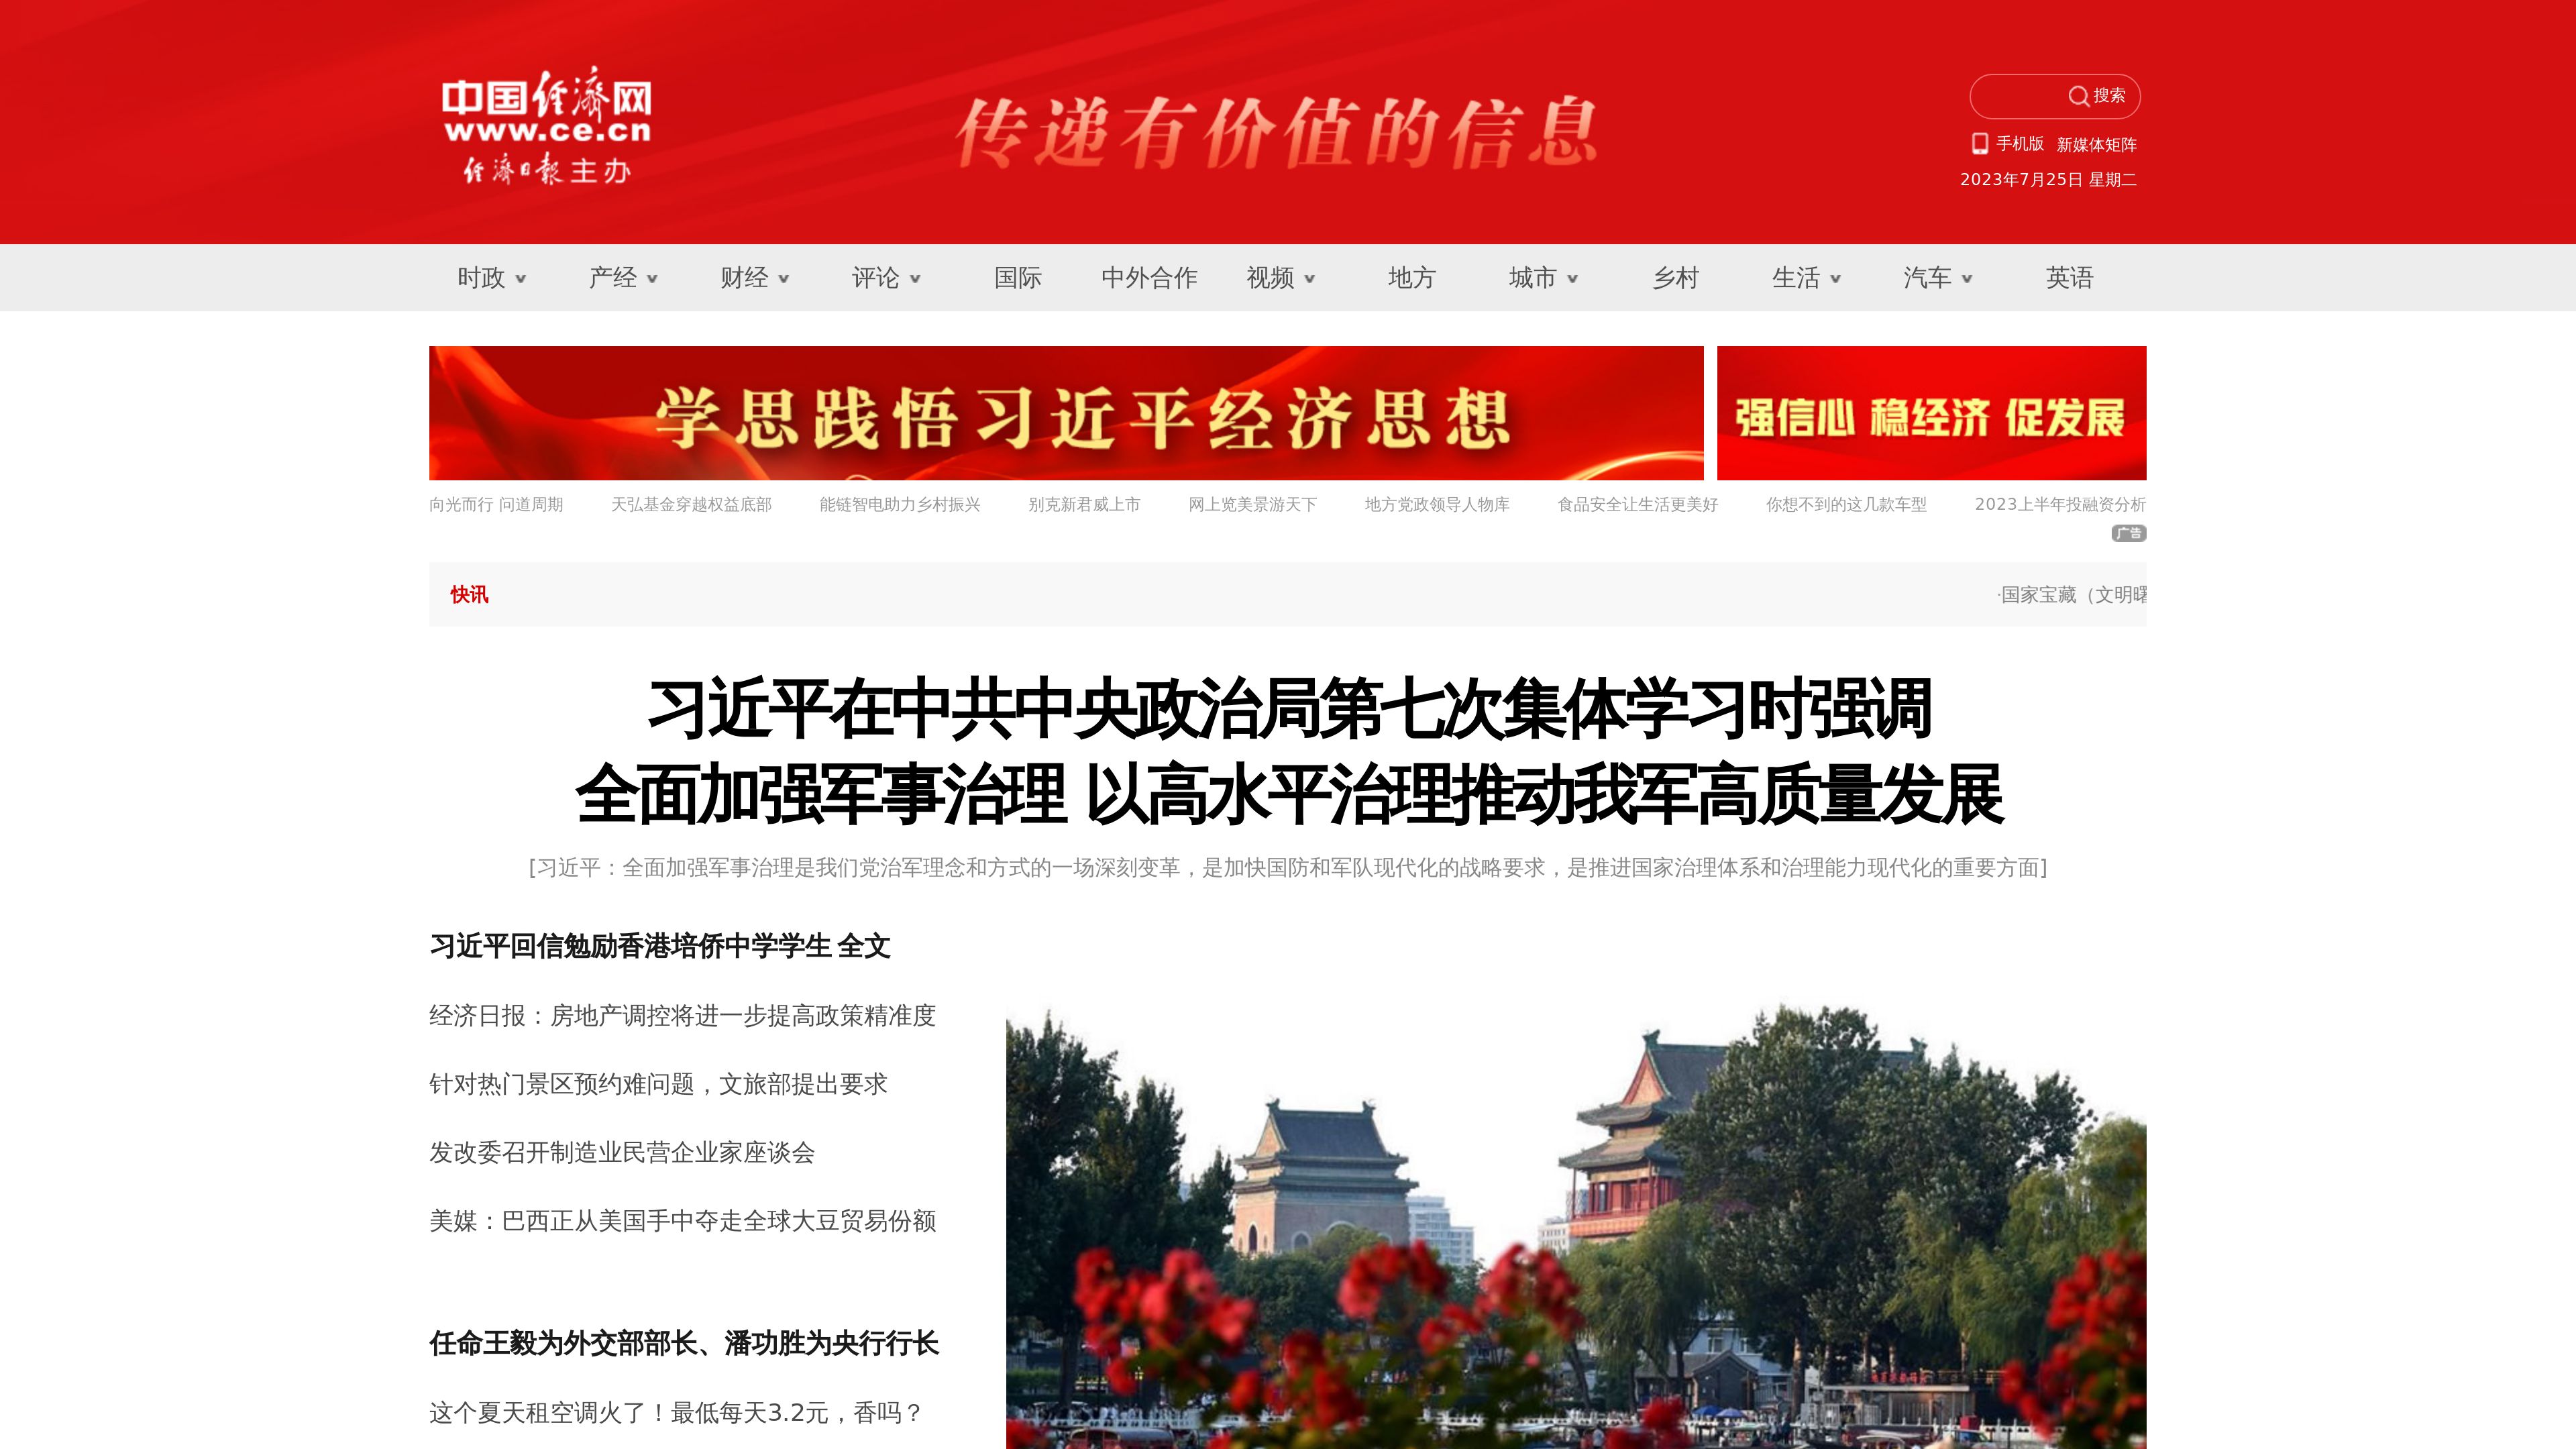 中国经济网
www.ce.cn
经济日报 主办
传递有价值的信息
搜索
手机版 新媒体矩阵
2023年7月25日 星期二
时政 产经 财经 评论 国际 中外合作 视频 地方 城市 乡村 生活 汽车 英语
学思践悟习近平经济思想
强信心 稳经济 促发展
向光而行 问道周期 天弘基金穿越权益底部 能链智电助力乡村振兴 别克新君威上市 网上览美景游天下 地方党政领导人物库 食品安全让生活更美好 你想不到的这几款车型 2023上半年投融资分析
广告
快讯 ·国家宝藏（文明曙
习近平在中共中央政治局第七次集体学习时强调
全面加强军事治理 以高水平治理推动我军高质量发展
[习近平：全面加强军事治理是我们党治军理念和方式的一场深刻变革，是加快国防和军队现代化的战略要求，是推进国家治理体系和治理能力现代化的重要方面]
习近平回信勉励香港培侨中学学生 全文
经济日报：房地产调控将进一步提高政策精准度
针对热门景区预约难问题，文旅部提出要求
发改委召开制造业民营企业家座谈会
美媒：巴西正从美国手中夺走全球大豆贸易份额
任命王毅为外交部部长、潘功胜为央行行长
这个夏天租空调火了！最低每天3.2元，香吗？